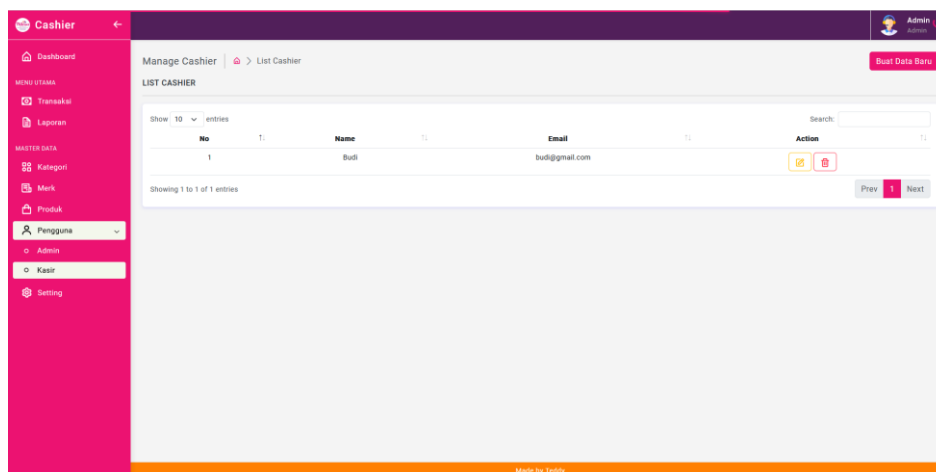 Cashier
Admin
Admin
Dashboard
MENU UTAMA
Transaksi
Laporan
MASTER DATA
Kategori
Merk
Produk
Pengguna
Admin
Kasir
Setting
Manage Cashier
> List Cashier
Buat Data Baru
LIST CASHIER
Show 10 entries
Search:
No Name Email Action
1 Budi budi@gmail.com
Showing 1 to 1 of 1 entries
Prev 1 Next
Made by Teddy